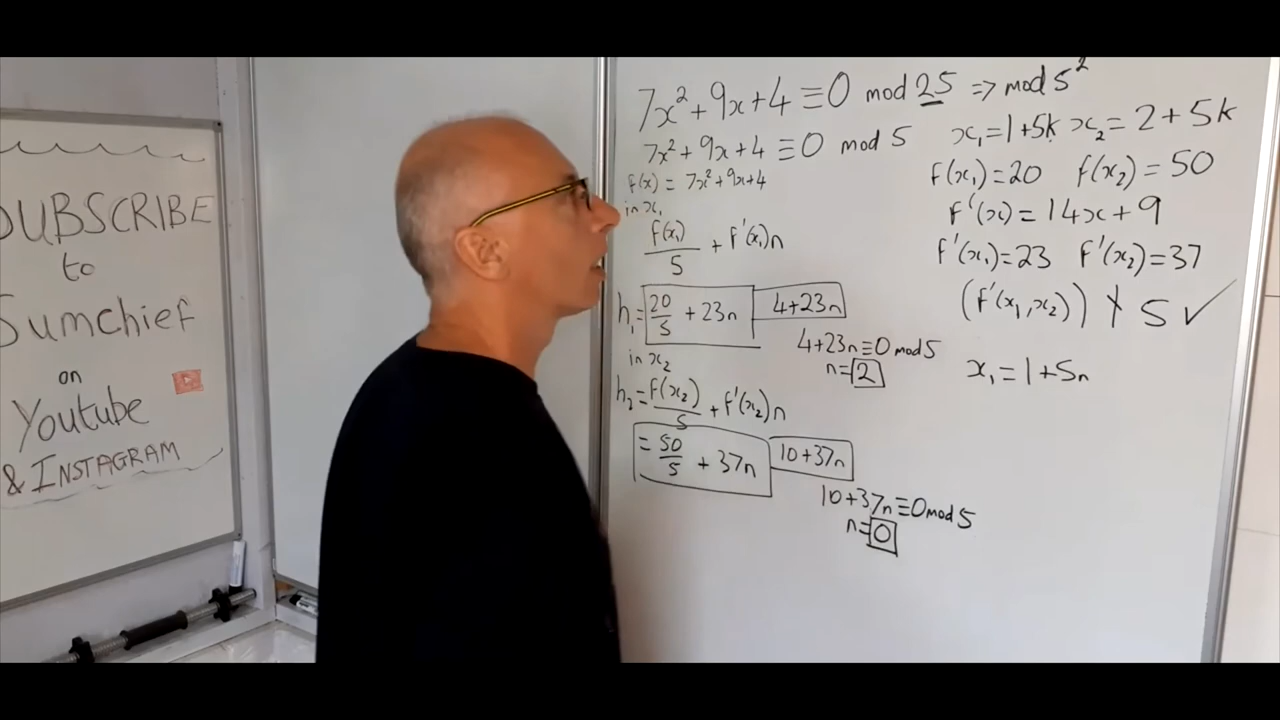 SUBSCRIBE
to
Sumchief
on
Youtube
& INSTAGRAM
7x²+9x+4≡0 mod 25 => mod 5²
7x²+9x+4≡0 mod 5
x₁=1+5k x₂=2+5k
f(x)= 7x²+9x+4
f(x₁)=20 f(x₂)=50
in x₁
f'(x)=14x+9
f(x₁)/5 + f'(x₁)n
f'(x₁)=23 f'(x₂)=37
(f'(x₁,x₂)) ∤ 5 ✓
h₁= 20/5 + 23n 4+23n
4+23n≡0 mod 5
n=2
x₁=1+5n
in x₂
h₂= f(x₂)/5 + f'(x₂)n
= 50/5 + 37n 10+37n
10+37n≡0 mod 5
n=0